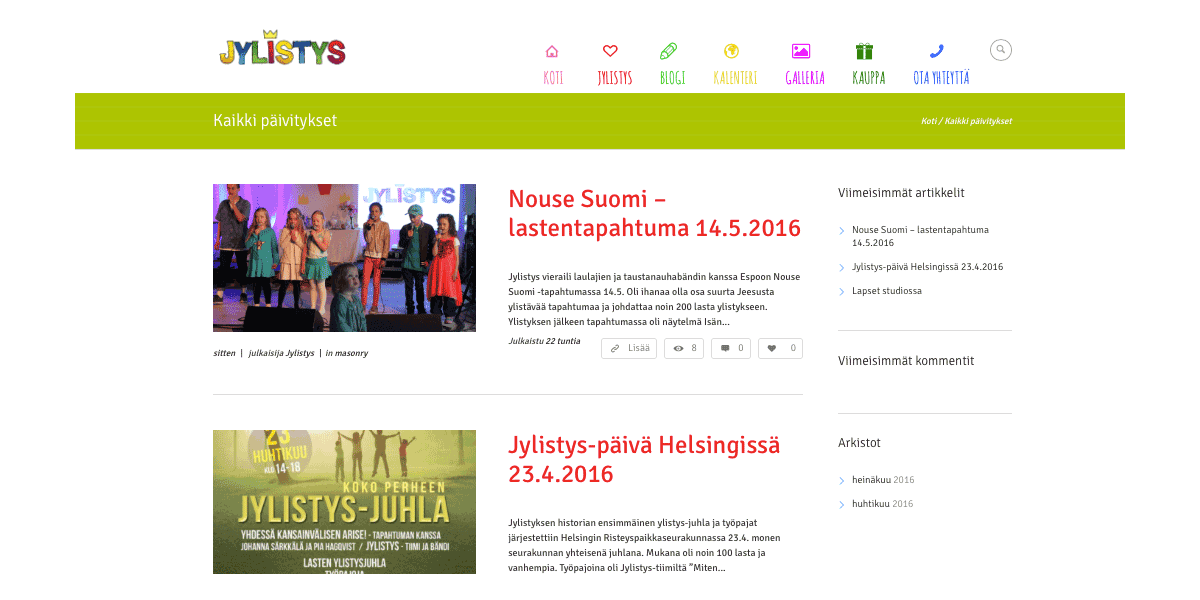 JYLISTYS
KOTI
JYLISTYS
BLOGI
KALENTERI
GALLERIA
KAUPPA
OTA YHTEYTTÄ
Kaikki päivitykset
Koti / Kaikki päivitykset
JYLISTYS
Nouse Suomi –
lastentapahtuma 14.5.2016
Jylistys vieraili laulajien ja taustanauhabändin kanssa Espoon Nouse
Suomi -tapahtumassa 14.5. Oli ihanaa olla osa suurta Jeesusta
ylistävää tapahtumaa ja johdattaa noin 200 lasta ylistykseen.
Ylistyksen jälkeen tapahtumassa oli näytelmä Isän...
Julkaistu 22 tuntia
sitten | julkaisija Jylistys | in masonry
Lisää
8
0
0
23
HUHTIKUU
KLO 14-18
KOKO PERHEEN
JYLISTYS-JUHLA
YHDESSÄ KANSAINVÄLISEN ARISE! - TAPAHTUMAN KANSSA
JOHANNA SÄRKKÄLÄ JA PIA HAGQVIST / JYLISTYS - TIIMI JA BÄNDI
LASTEN YLISTYSJUHLA
TYÖPAJOJA
Jylistys-päivä Helsingissä
23.4.2016
Jylistyksen historian ensimmäinen ylistys-juhla ja työpajat
järjestettiin Helsingin Risteyspaikkaseurakunnassa 23.4. monen
seurakunnan yhteisenä juhlana. Mukana oli noin 100 lasta ja
vanhempia. Työpajoina oli Jylistys-tiimiltä ”Miten...
Viimeisimmät artikkelit
Nouse Suomi – lastentapahtuma
14.5.2016
Jylistys-päivä Helsingissä 23.4.2016
Lapset studiossa
Viimeisimmät kommentit
Arkistot
heinäkuu 2016
huhtikuu 2016